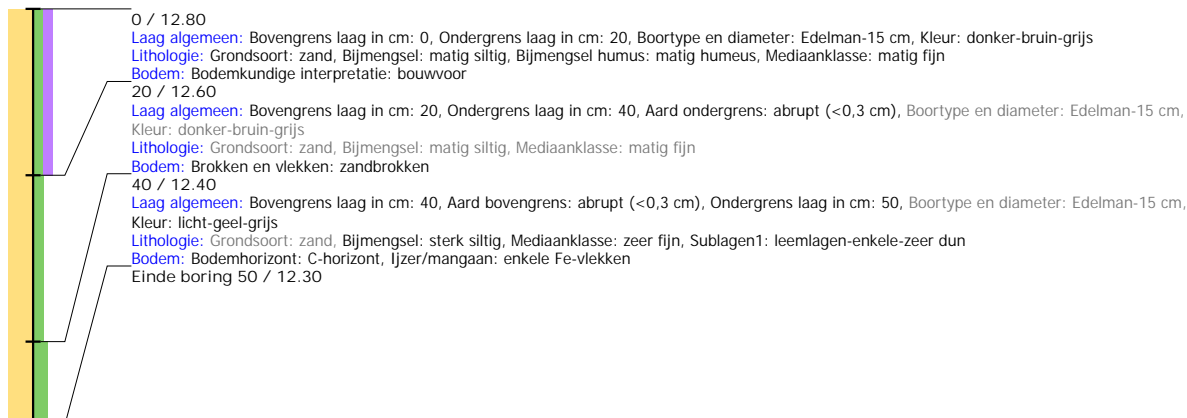 0 / 12.80
Laag algemeen: Bovengrens laag in cm: 0, Ondergrens laag in cm: 20, Boortype en diameter: Edelman-15 cm, Kleur: donker-bruin-grijs
Lithologie: Grondsoort: zand, Bijmengsel: matig siltig, Bijmengsel humus: matig humeus, Mediaanklasse: matig fijn
Bodem: Bodemkundige interpretatie: bouwvoor
20 / 12.60
Laag algemeen: Bovengrens laag in cm: 20, Ondergrens laag in cm: 40, Aard ondergrens: abrupt (<0,3 cm), Boortype en diameter: Edelman-15 cm,
Kleur: donker-bruin-grijs
Lithologie: Grondsoort: zand, Bijmengsel: matig siltig, Mediaanklasse: matig fijn
Bodem: Brokken en vlekken: zandbrokken
40 / 12.40
Laag algemeen: Bovengrens laag in cm: 40, Aard bovengrens: abrupt (<0,3 cm), Ondergrens laag in cm: 50, Boortype en diameter: Edelman-15 cm,
Kleur: licht-geel-grijs
Lithologie: Grondsoort: zand, Bijmengsel: sterk siltig, Mediaanklasse: zeer fijn, Sublagen1: leemlagen-enkele-zeer dun
Bodem: Bodemhorizont: C-horizont, Ijzer/mangaan: enkele Fe-vlekken
Einde boring 50 / 12.30